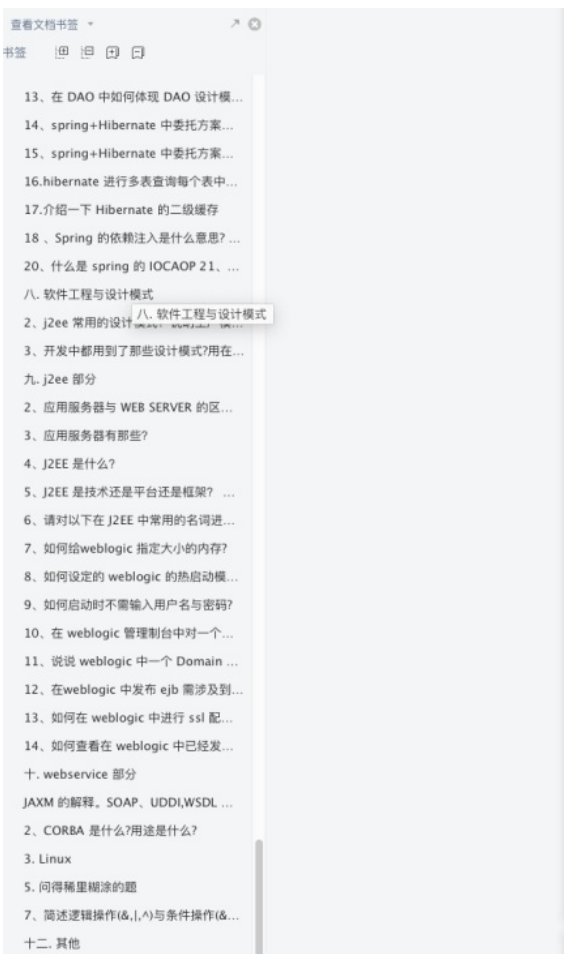 查看文档书签
书签
13、在 DAO 中如何体现 DAO 设计模...
14、spring+Hibernate 中委托方案...
15、spring+Hibernate 中委托方案...
16.hibernate 进行多表查询每个表中...
17.介绍一下 Hibernate 的二级缓存
18 、Spring 的依赖注入是什么意思? ...
20、什么是 spring 的 IOCAOP 21、...
八. 软件工程与设计模式
八. 软件工程与设计模式
2、j2ee 常用的设计
3、开发中都用到了那些设计模式?用在...
九. j2ee 部分
2、应用服务器与 WEB SERVER 的区...
3、应用服务器有那些?
4、J2EE 是什么?
5、J2EE 是技术还是平台还是框架? ...
6、请对以下在 J2EE 中常用的名词进...
7、如何给weblogic 指定大小的内存?
8、如何设定的 weblogic 的热启动模...
9、如何启动时不需输入用户名与密码?
10、在 weblogic 管理制台中对一个...
11、说说 weblogic 中一个 Domain ...
12、在weblogic 中发布 ejb 需涉及到...
13、如何在 weblogic 中进行 ssl 配...
14、如何查看在 weblogic 中已经发...
十. webservice 部分
JAXM 的解释。SOAP、UDDI,WSDL ...
2、CORBA 是什么?用途是什么?
3. Linux
5. 问得稀里糊涂的题
7、简述逻辑操作(&,|,^)与条件操作(&...
十二. 其他